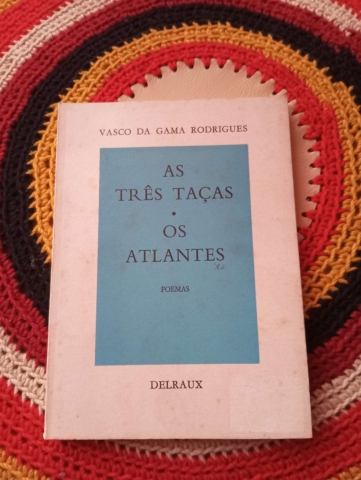 VASCO DA GAMA RODRIGUES
AS
TRÊS TAÇAS
•
OS
ATLANTES
POEMAS
DELRAUX